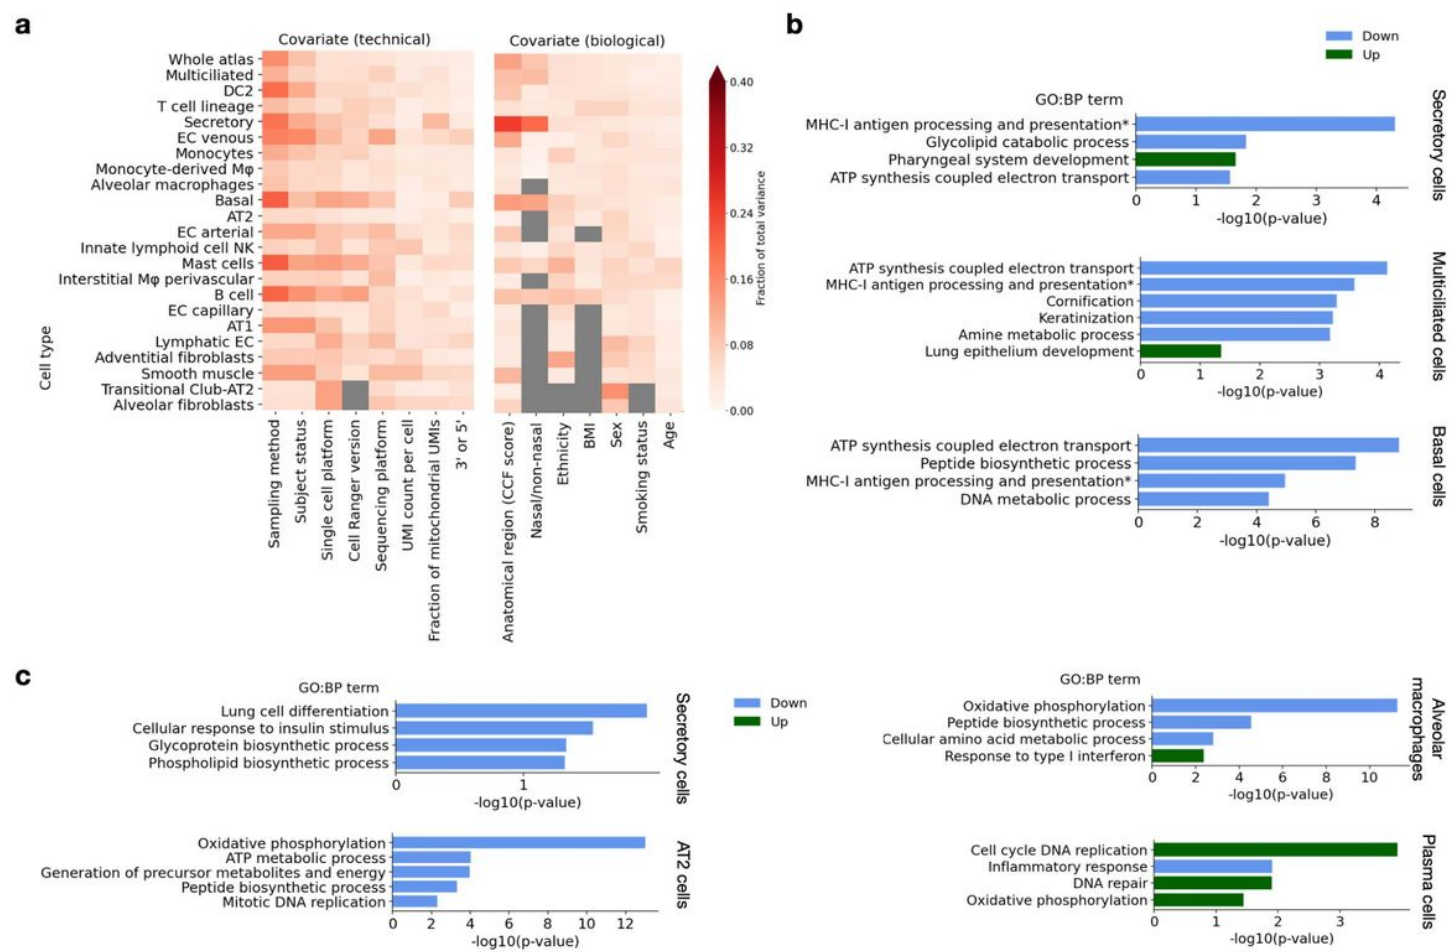 a
Covariate (technical)
Covariate (biological)
Whole atlas
Multiciliated
DC2
T cell lineage
Secretory
EC venous
Monocytes
Monocyte-derived Mφ
Alveolar macrophages
Basal
AT2
EC arterial
Innate lymphoid cell NK
Mast cells
Interstitial Mφ perivascular
B cell
EC capillary
AT1
Lymphatic EC
Adventitial fibroblasts
Smooth muscle
Transitional Club-AT2
Alveolar fibroblasts
Cell type
Sampling method
Subject status
Single cell platform
Cell Ranger version
Sequencing platform
UMI count per cell
Fraction of mitochondrial UMIs
3' or 5'
Anatomical region (CCF score)
Nasal/non-nasal
Ethnicity
BMI
Sex
Smoking status
Age
0.40
0.32
0.24
0.16
0.08
0.00
Fraction of total variance
b
Down
Up
GO:BP term
MHC-I antigen processing and presentation*
Glycolipid catabolic process
Pharyngeal system development
ATP synthesis coupled electron transport
0 1 2 3 4
-log10(p-value)
Secretory cells
ATP synthesis coupled electron transport
MHC-I antigen processing and presentation*
Cornification
Keratinization
Amine metabolic process
Lung epithelium development
0 1 2 3 4
-log10(p-value)
Multiciliated cells
ATP synthesis coupled electron transport
Peptide biosynthetic process
MHC-I antigen processing and presentation*
DNA metabolic process
0 2 4 6 8
-log10(p-value)
Basal cells
c
GO:BP term
Lung cell differentiation
Cellular response to insulin stimulus
Glycoprotein biosynthetic process
Phospholipid biosynthetic process
0 1
-log10(p-value)
Secretory cells
Down
Up
Oxidative phosphorylation
ATP metabolic process
Generation of precursor metabolites and energy
Peptide biosynthetic process
Mitotic DNA replication
0 2 4 6 8 10 12
-log10(p-value)
AT2 cells
GO:BP term
Oxidative phosphorylation
Peptide biosynthetic process
Cellular amino acid metabolic process
Response to type I interferon
0 2 4 6 8 10
-log10(p-value)
Alveolar
macrophages
Cell cycle DNA replication
Inflammatory response
DNA repair
Oxidative phosphorylation
0 1 2 3
-log10(p-value)
Plasma cells